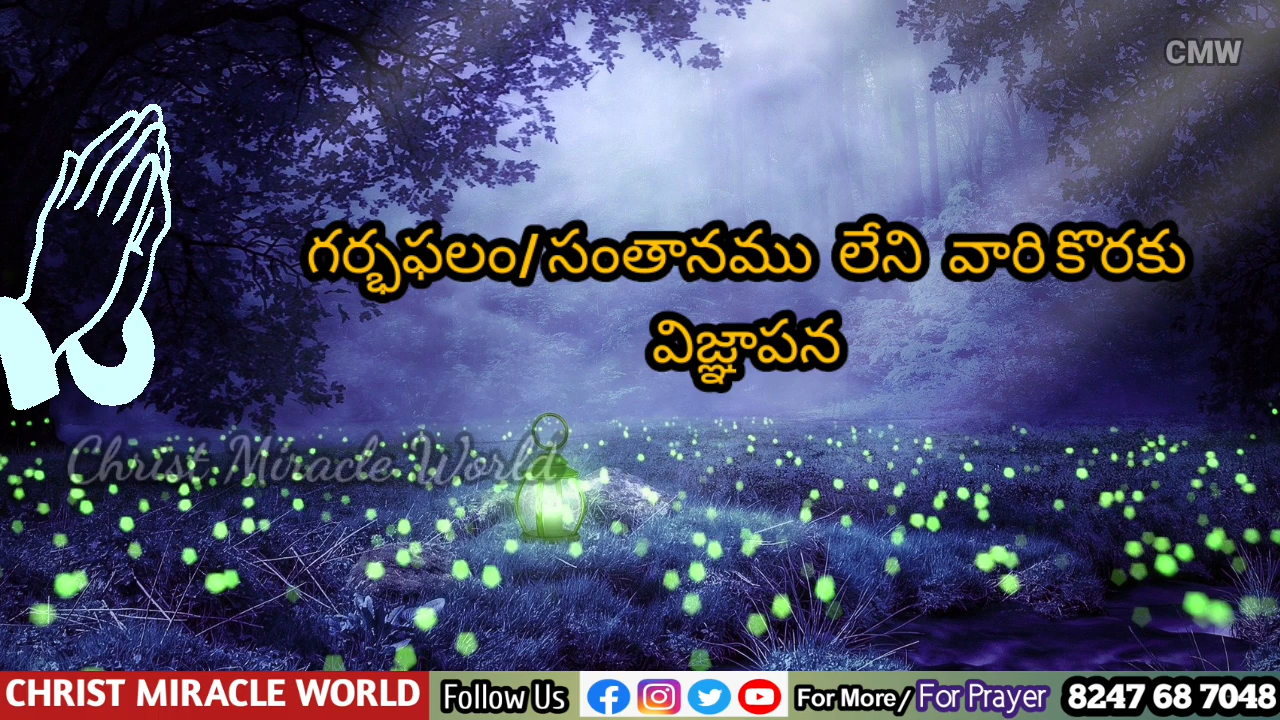 CMW
గర్భఫలం/సంతానము లేని వారి కొరకు
విజ్ఞాపన
Christ Miracle World
CHRIST MIRACLE WORLD Follow Us For More/For Prayer 8247 68 7048